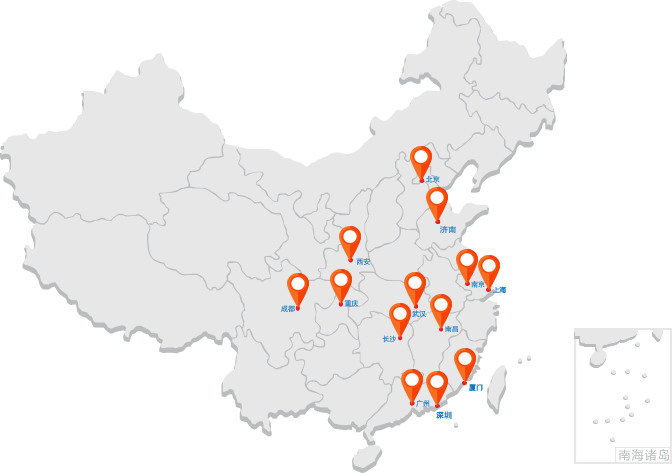 北京
济南
西安
南京
上海
成都
重庆
武汉
南昌
长沙
厦门
广州
深圳
南海诸岛